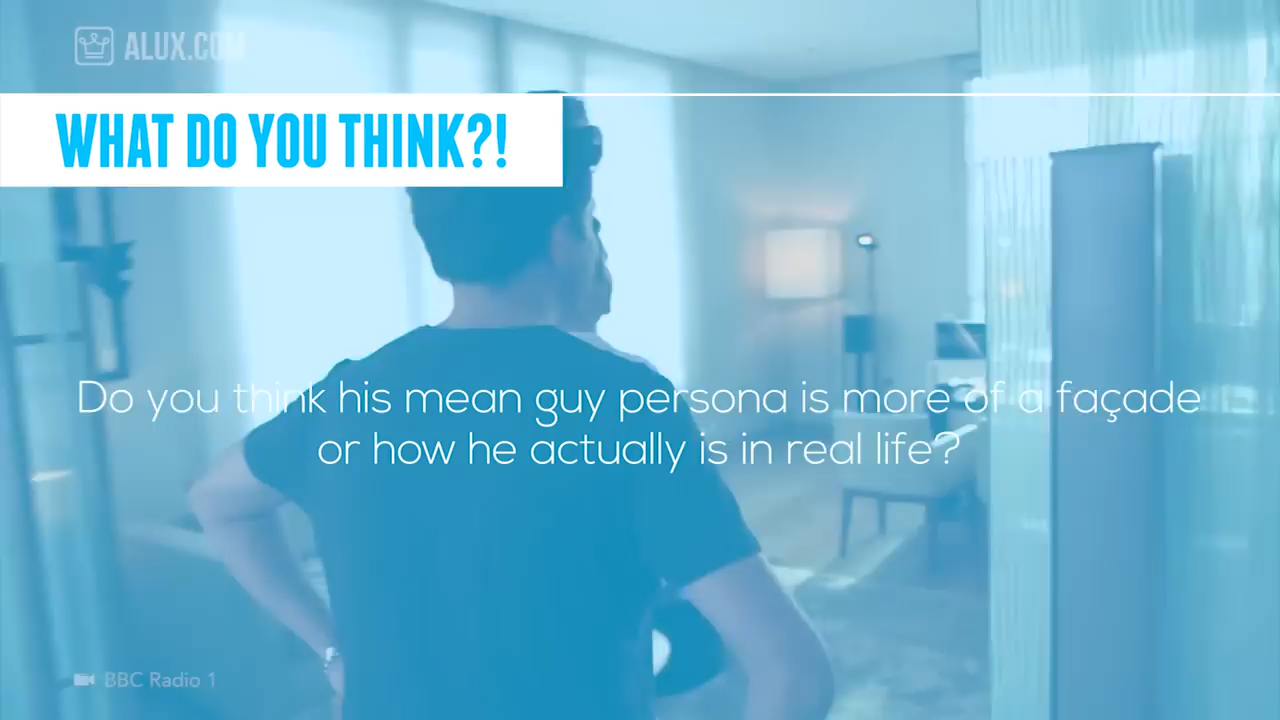 ALUX.COM
WHAT DO YOU THINK?!
Do you think his mean guy persona is more of a façade
or how he actually is in real life?
BBC Radio 1